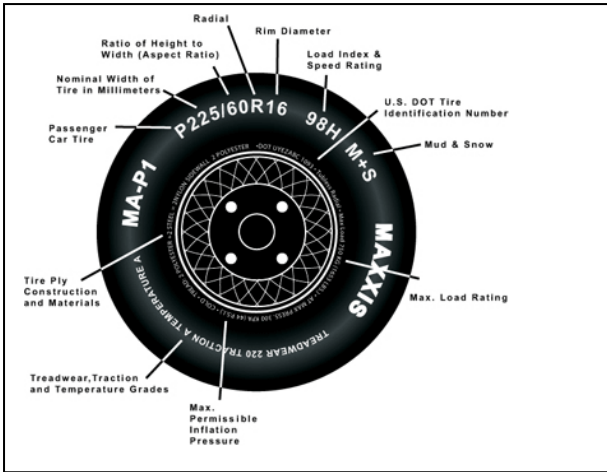 Radial
Rim Diameter
Ratio of Height to
Width (Aspect Ratio)
Load Index &
Speed Rating
Nominal Width of
Tire in Millimeters
U.S. DOT Tire
Identification Number
Passenger
Car Tire
Mud & Snow
P225/60R16 98H M+S
MA-P1
MAXXIS
TREADWEAR 220 TRACTION A TEMPERATURE A
Tire Ply
Construction
and Materials
Max. Load Rating
Treadwear,Traction
and Temperature Grades
Max.
Permissible
Inflation
Pressure